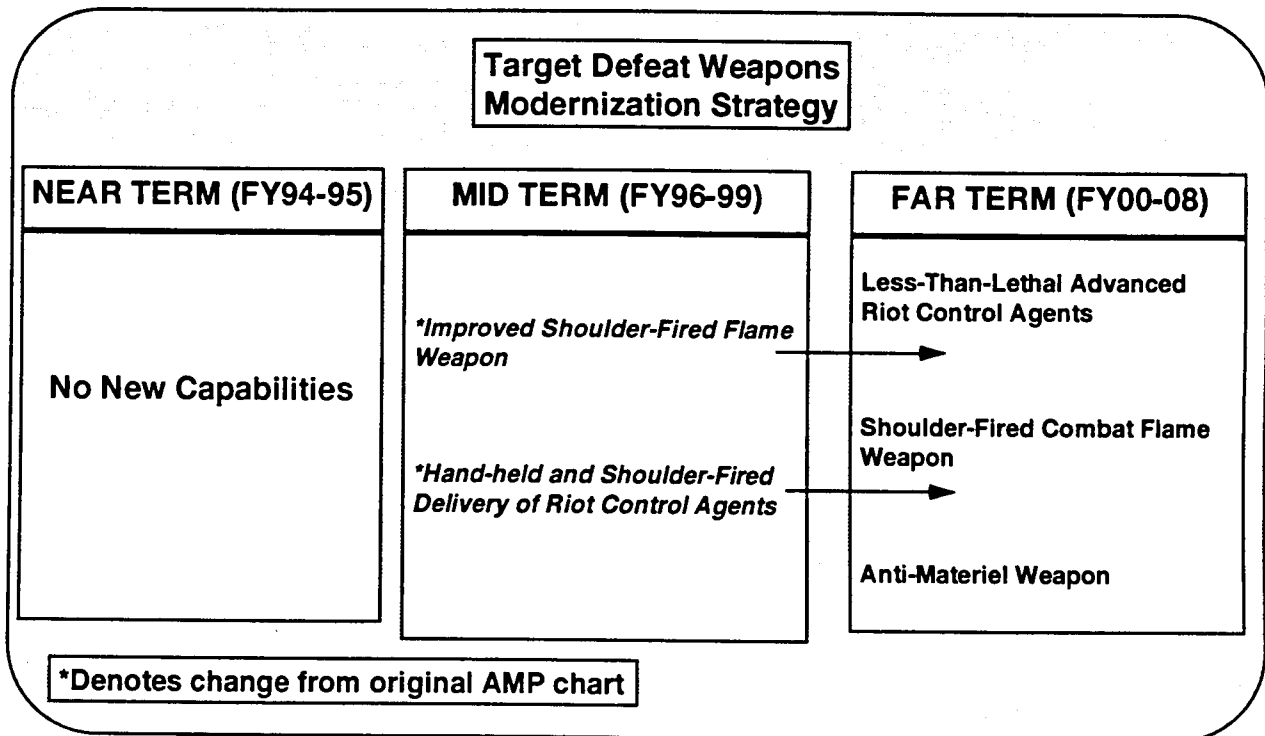 Target Defeat Weapons
Modernization Strategy
NEAR TERM (FY94-95)
No New Capabilities
MID TERM (FY96-99)
*Improved Shoulder-Fired Flame
Weapon
*Hand-held and Shoulder-Fired
Delivery of Riot Control Agents
FAR TERM (FY00-08)
Less-Than-Lethal Advanced
Riot Control Agents
Shoulder-Fired Combat Flame
Weapon
Anti-Materiel Weapon
*Denotes change from original AMP chart